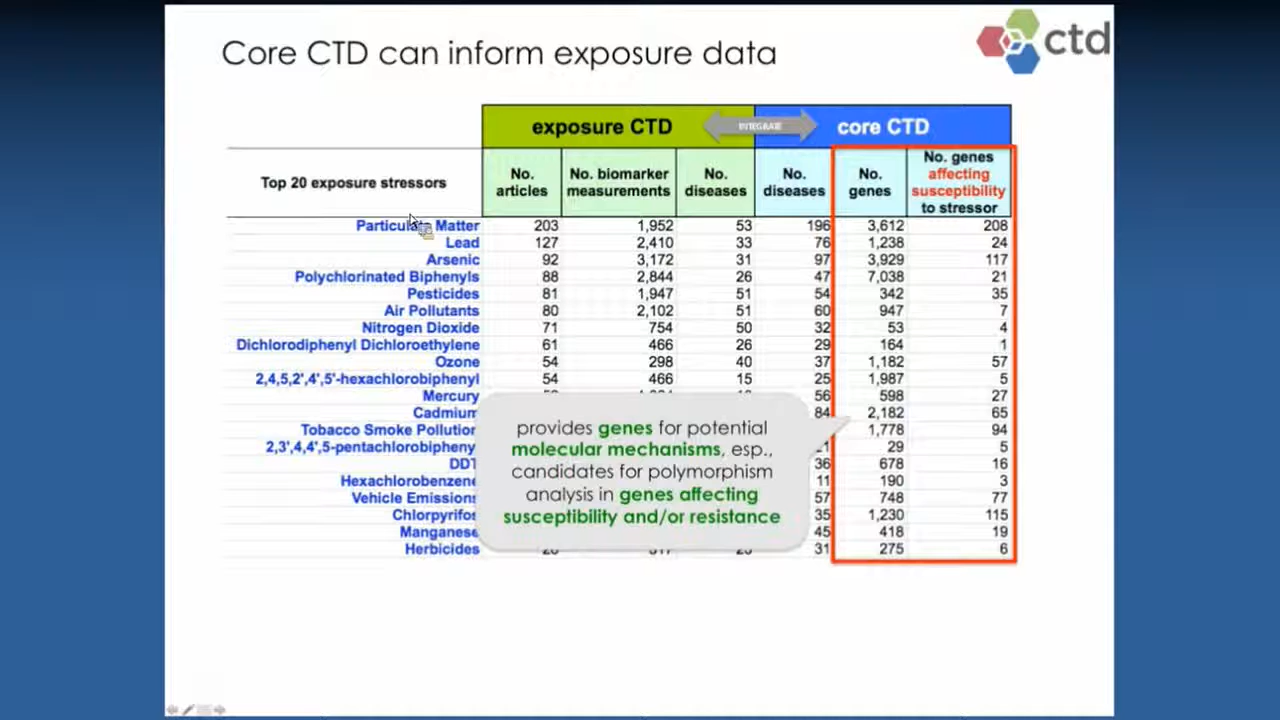 Core CTD can inform exposure data
ctd
exposure CTD INTEGRATE core CTD
Top 20 exposure stressors No. articles No. biomarker measurements No. diseases No. diseases No. genes No. genes affecting susceptibility to stressor
Particulate Matter 203 1,952 53 196 3,612 208
Lead 127 2,410 33 76 1,238 24
Arsenic 92 3,172 31 97 3,929 117
Polychlorinated Biphenyls 88 2,844 26 47 7,038 21
Pesticides 81 1,947 51 54 342 35
Air Pollutants 80 2,102 51 60 947 7
Nitrogen Dioxide 71 754 50 32 53 4
Dichlorodiphenyl Dichloroethylene 61 466 26 29 164 1
Ozone 54 298 40 37 1,182 57
2,4,5,2',4',5'-hexachlorobiphenyl 54 466 15 25 1,987 5
Mercury 56 598 27
Cadmium 84 2,182 65
Tobacco Smoke Pollution 1,778 94
2,3',4,4',5-pentachlorobipheny 29 5
DDT 36 678 16
Hexachlorobenzene 11 190 3
Vehicle Emissions 57 748 77
Chlorpyrifos 35 1,230 115
Manganese 45 418 19
Herbicides 31 275 6
provides genes for potential
molecular mechanisms, esp.,
candidates for polymorphism
analysis in genes affecting
susceptibility and/or resistance